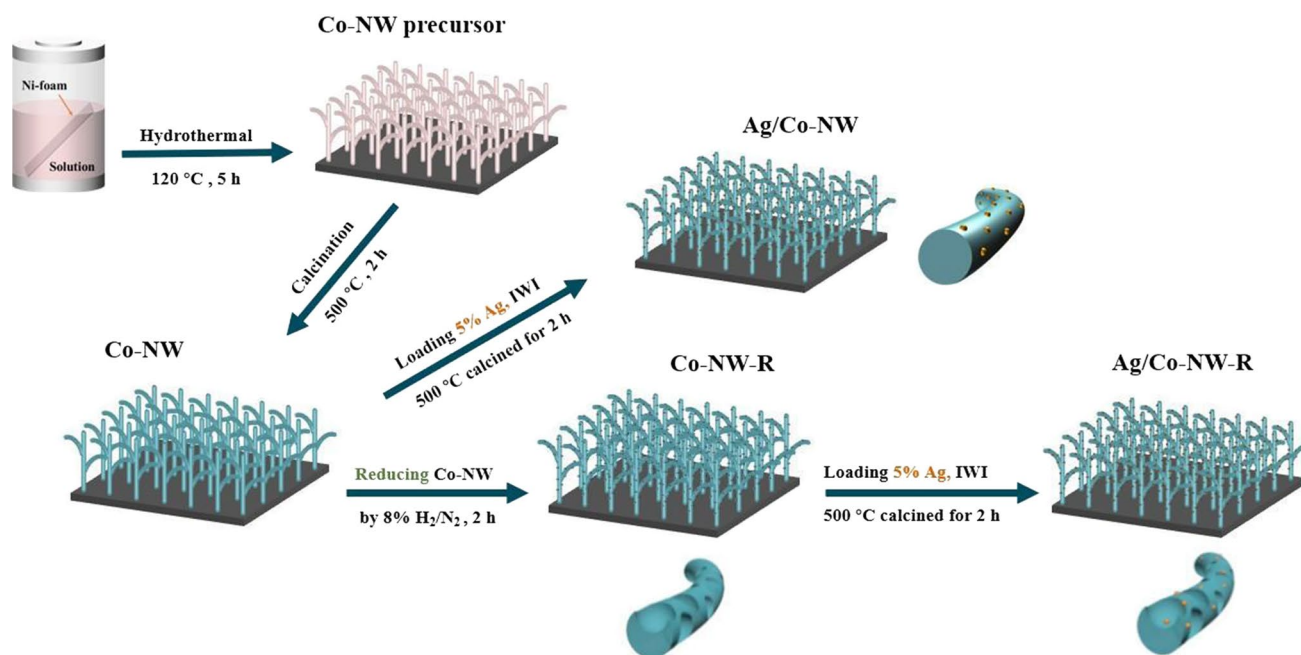 Co-NW precursor
Ni-foam
Solution
Hydrothermal
120 °C , 5 h
Calcination
500 °C , 2 h
Ag/Co-NW
Loading 5% Ag, IWI
500 °C calcined for 2 h
Co-NW
Reducing Co-NW
by 8% H₂/N₂ , 2 h
Co-NW-R
Loading 5% Ag, IWI
500 °C calcined for 2 h
Ag/Co-NW-R